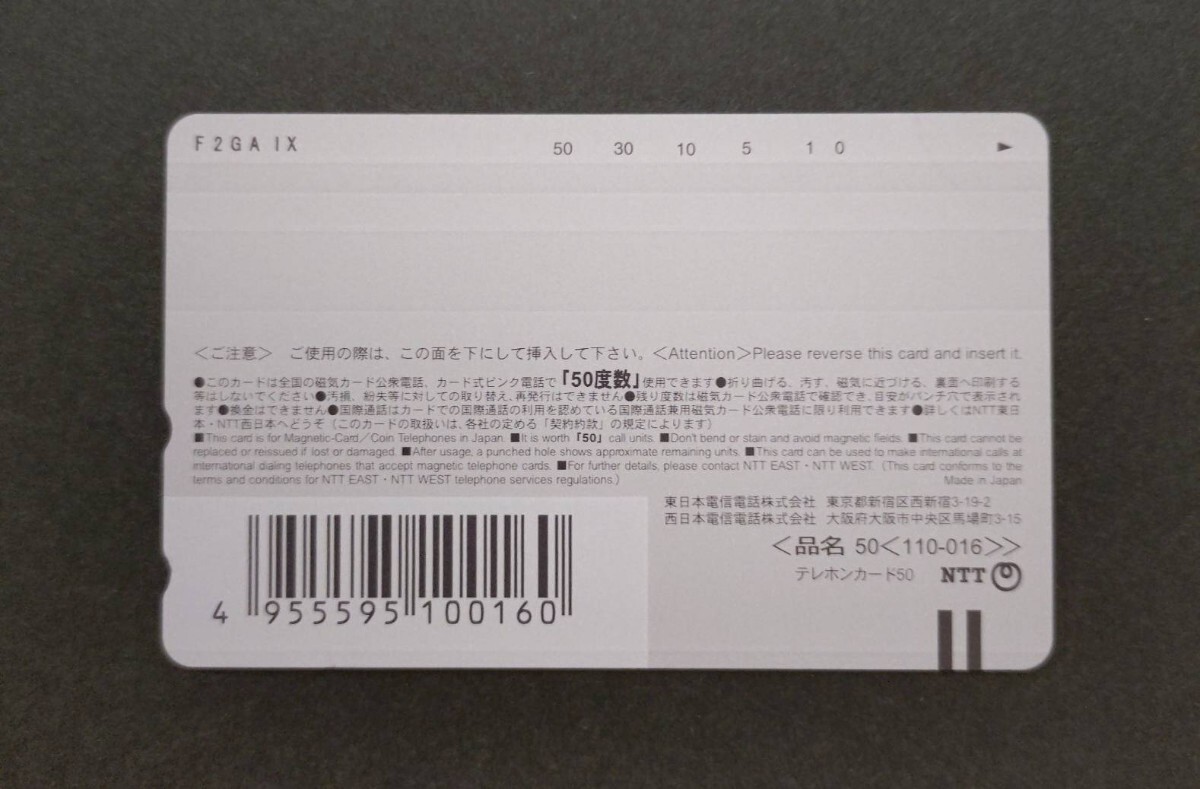 F2GA1X 50 30 10 5 1 0 ►
＜ご注意＞ ご使用の際は、この面を下にして挿入して下さい。＜Attention＞Please reverse this card and insert it.
●このカードは全国の磁気カード公衆電話、カード式ピンク電話で「50度数」使用できます●折り曲げる、汚す、磁気に近づける、裏面へ印刷する
等はしないでください●汚損、紛失等に対しての取り替え、再発行はできません●残り度数は磁気カード公衆電話で確認でき、目安がパンチ穴で表示され
ます●換金はできません●国際通話はカードでの国際通話の利用を認めている国際通話兼用磁気カード公衆電話に限り利用できます●詳しくはNTT東日
本・NTT西日本へどうぞ（このカードの取扱いは、各社の定める「契約約款」の規定によります）
■This card is for Magnetic-Card／Coin Telephones in Japan. ■It is worth「50」call units. ■Don't bend or stain and avoid magnetic fields. ■This card cannot be
replaced or reissued if lost or damaged. ■After usage, a punched hole shows approximate remaining units. ■This card can be used to make international calls at
international dialing telephones that accept magnetic telephone cards. ■For further details, please contact NTT EAST・NTT WEST. (This card conforms to the
terms and conditions for NTT EAST・NTT WEST telephone services regulations.) Made in Japan
東日本電信電話株式会社 東京都新宿区西新宿3-19-2
西日本電信電話株式会社 大阪府大阪市中央区馬場町3-15
＜品名 50＜110-016＞＞
テレホンカード50 NTT
4 955595 100160